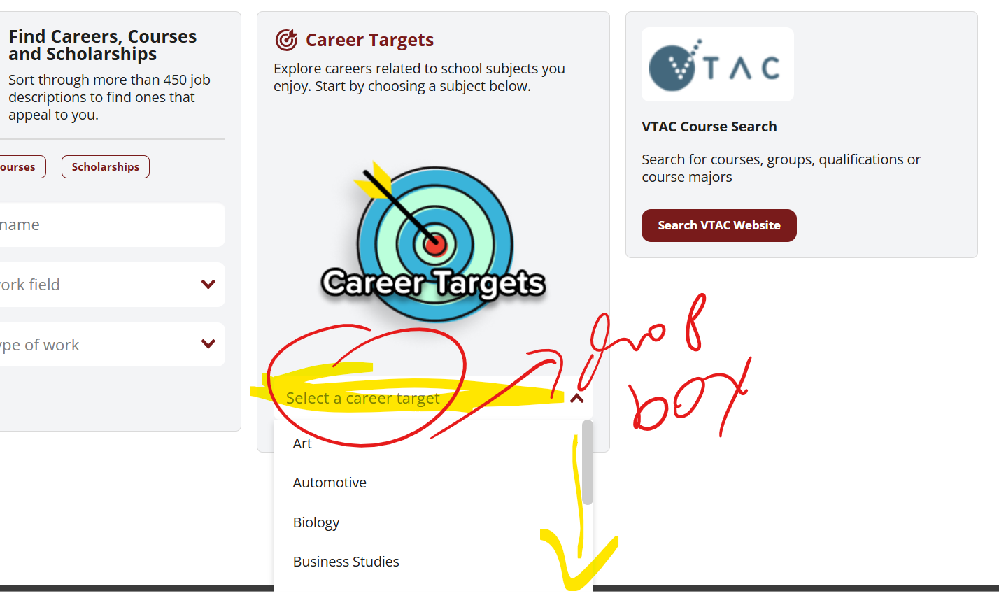 Find Careers, Courses
and Scholarships
Sort through more than 450 job
descriptions to find ones that
appeal to you.
ourses
Scholarships
name
ork field
ype of work
Career Targets
Explore careers related to school subjects you
enjoy. Start by choosing a subject below.
Career Targets
Select a career target
Art
Automotive
Biology
Business Studies
VTAC
VTAC Course Search
Search for courses, groups, qualifications or
course majors
Search VTAC Website
box